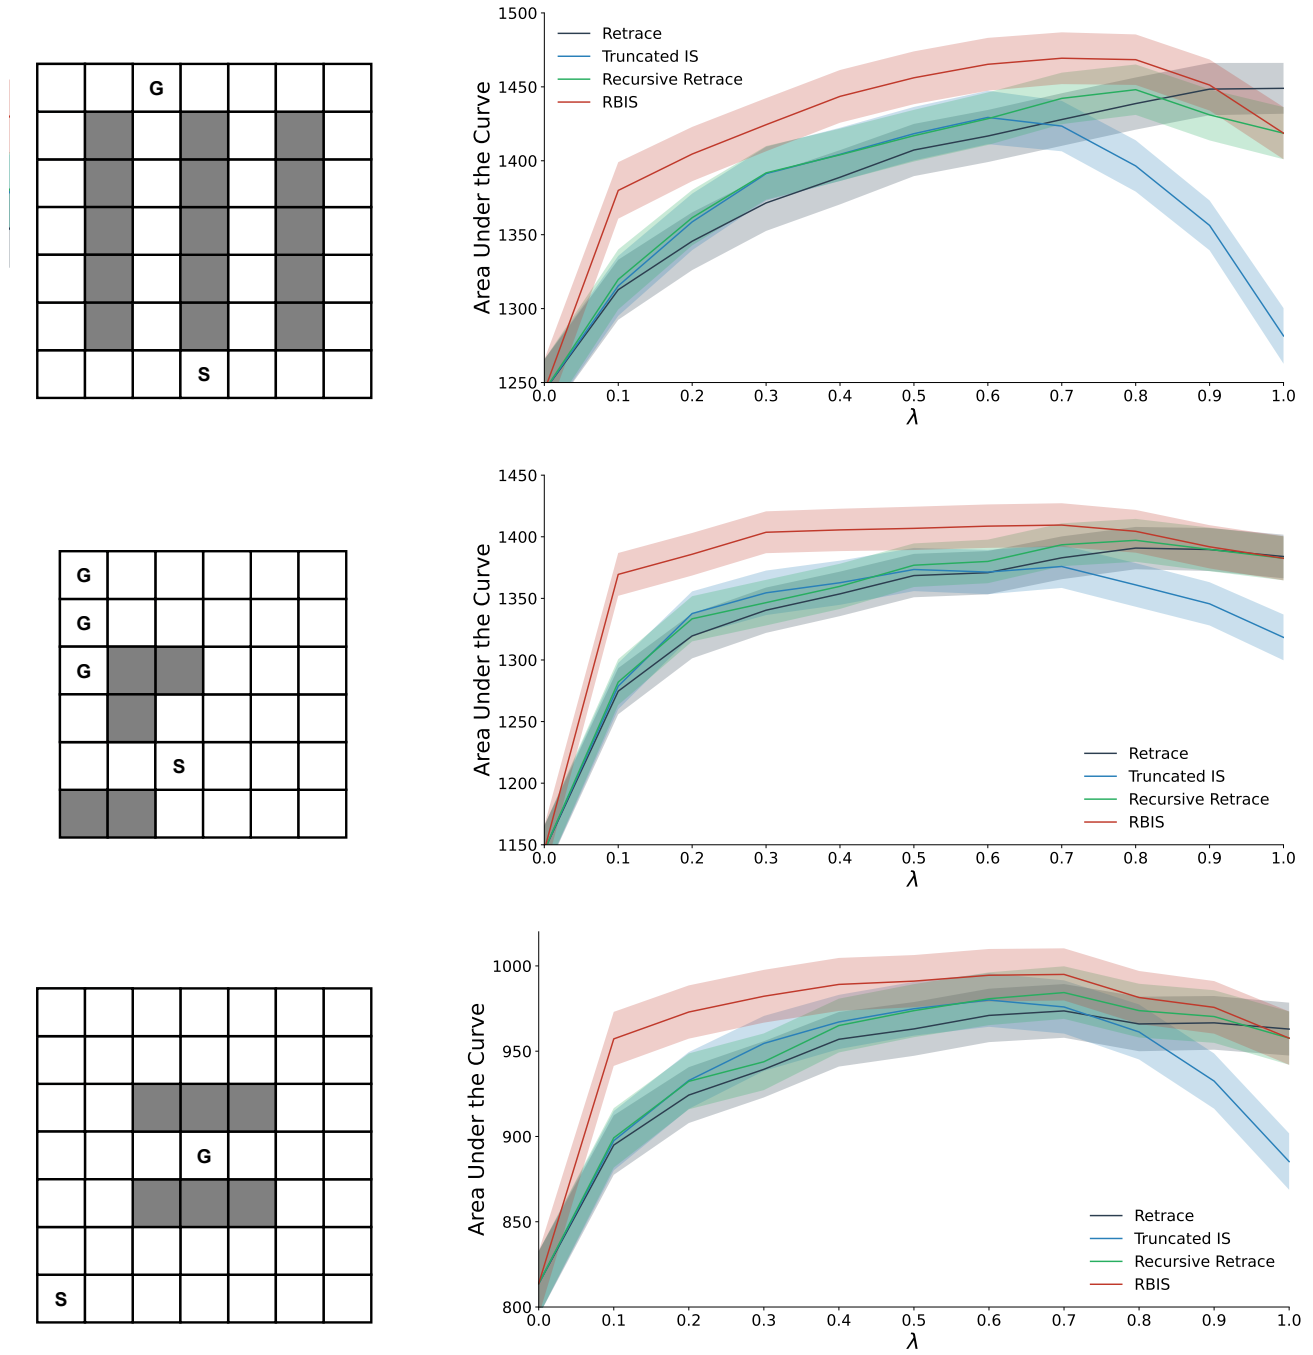 G
S
1500
1450
1400
1350
1300
1250
Area Under the Curve
Retrace
Truncated IS
Recursive Retrace
RBIS
0.0 0.1 0.2 0.3 0.4 0.5 0.6 0.7 0.8 0.9 1.0
λ
G
G
G
S
1450
1400
1350
1300
1250
1200
1150
Area Under the Curve
Retrace
Truncated IS
Recursive Retrace
RBIS
0.0 0.1 0.2 0.3 0.4 0.5 0.6 0.7 0.8 0.9 1.0
λ
G
S
1000
950
900
850
800
Area Under the Curve
Retrace
Truncated IS
Recursive Retrace
RBIS
0.0 0.1 0.2 0.3 0.4 0.5 0.6 0.7 0.8 0.9 1.0
λ